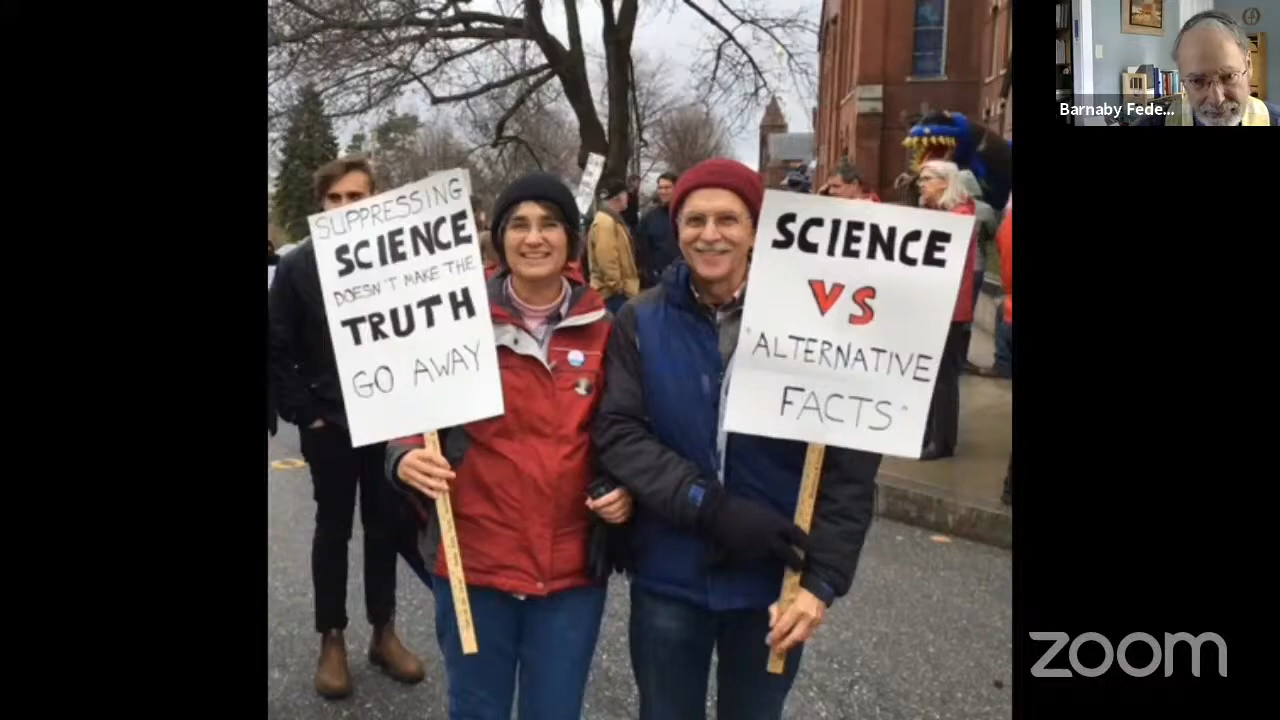 SUPPRESSING
SCIENCE
DOESN'T MAKE THE
TRUTH
GO AWAY
SCIENCE
VS
"ALTERNATIVE
FACTS"
Barnaby Fede...
zoom